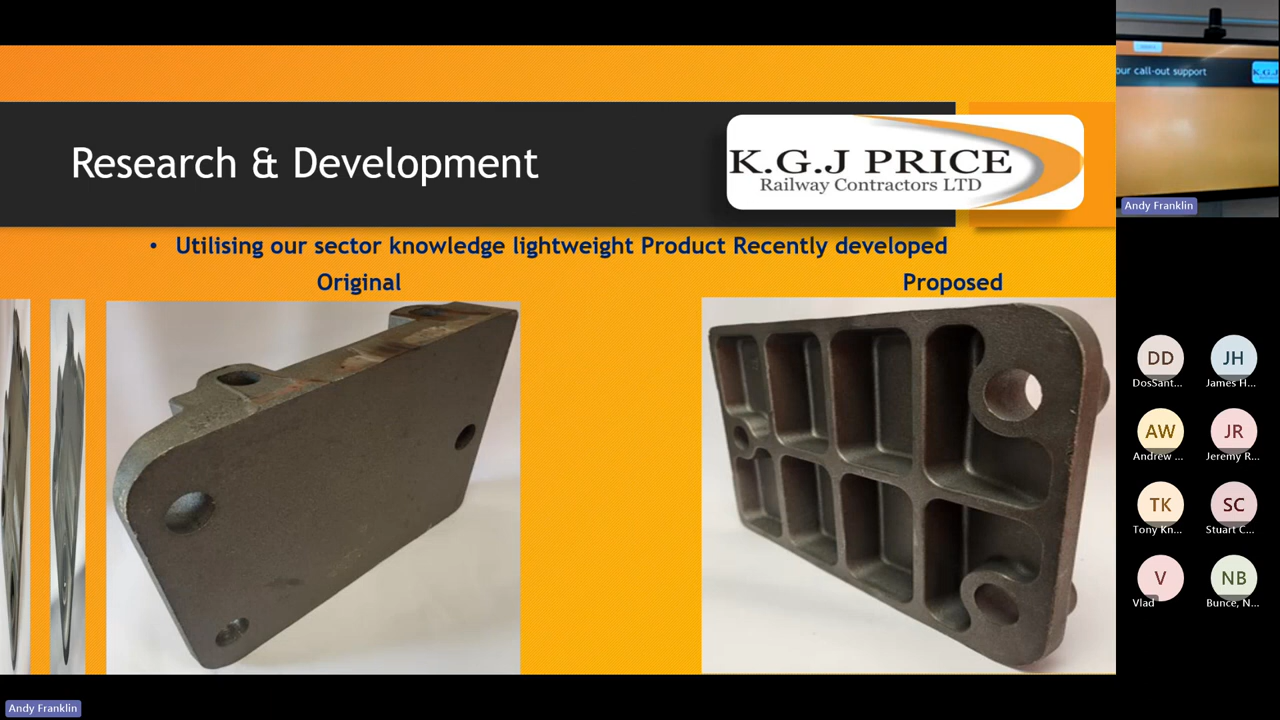 Research & Development
K.G.J PRICE
Railway Contractors LTD
• Utilising our sector knowledge lightweight Product Recently developed
Original
Proposed
our call-out support
K.G.J
Andy Franklin
DD
JH
DosSant...
James H...
AW
JR
Andrew ...
Jeremy R...
TK
SC
Tony Kn...
Stuart C...
V
NB
Vlad
Bunce, N...
Andy Franklin